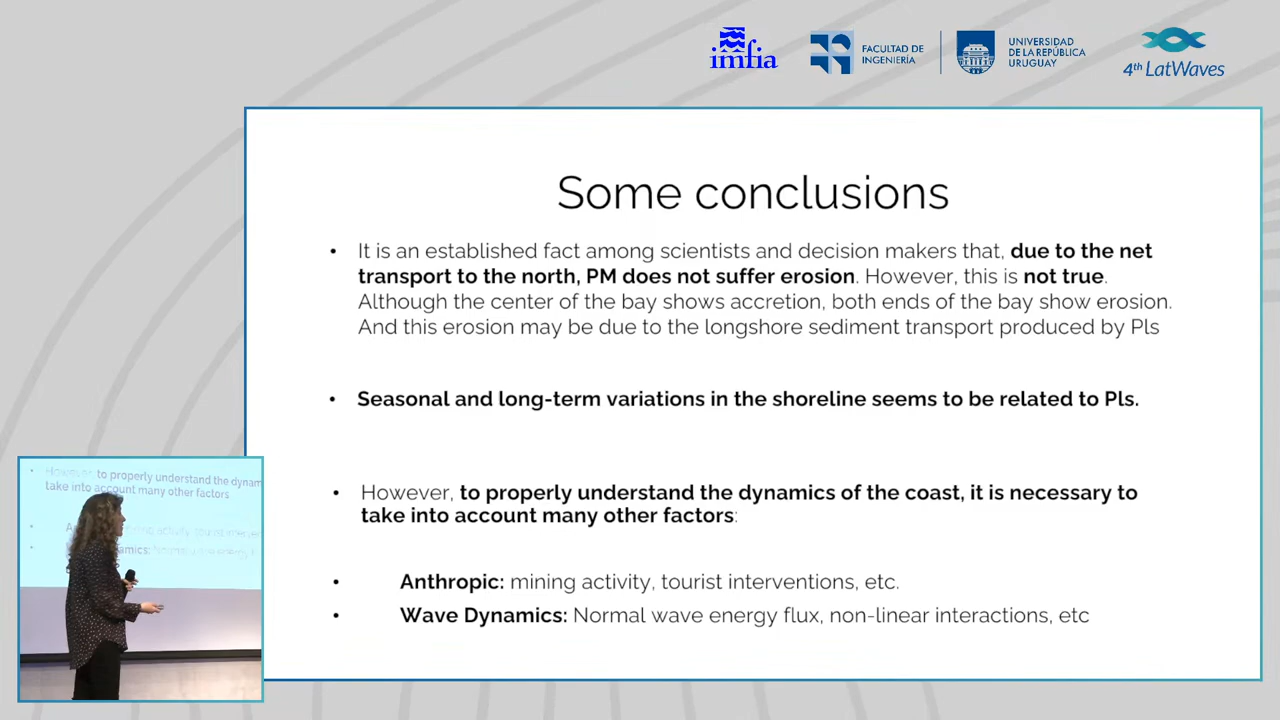 imfia
FACULTAD DE
INGENIERÍA
UNIVERSIDAD
DE LA REPÚBLICA
URUGUAY
4th LatWaves
Some conclusions
• It is an established fact among scientists and decision makers that, due to the net
transport to the north, PM does not suffer erosion. However, this is not true.
Although the center of the bay shows accretion, both ends of the bay show erosion.
And this erosion may be due to the longshore sediment transport produced by Pls
• Seasonal and long-term variations in the shoreline seems to be related to Pls.
• However, to properly understand the dynamics of the coast, it is necessary to
take into account many other factors:
• Anthropic: mining activity, tourist interventions, etc.
• Wave Dynamics: Normal wave energy flux, non-linear interactions, etc
• However, to properly understand the dynam
take into account many other factors